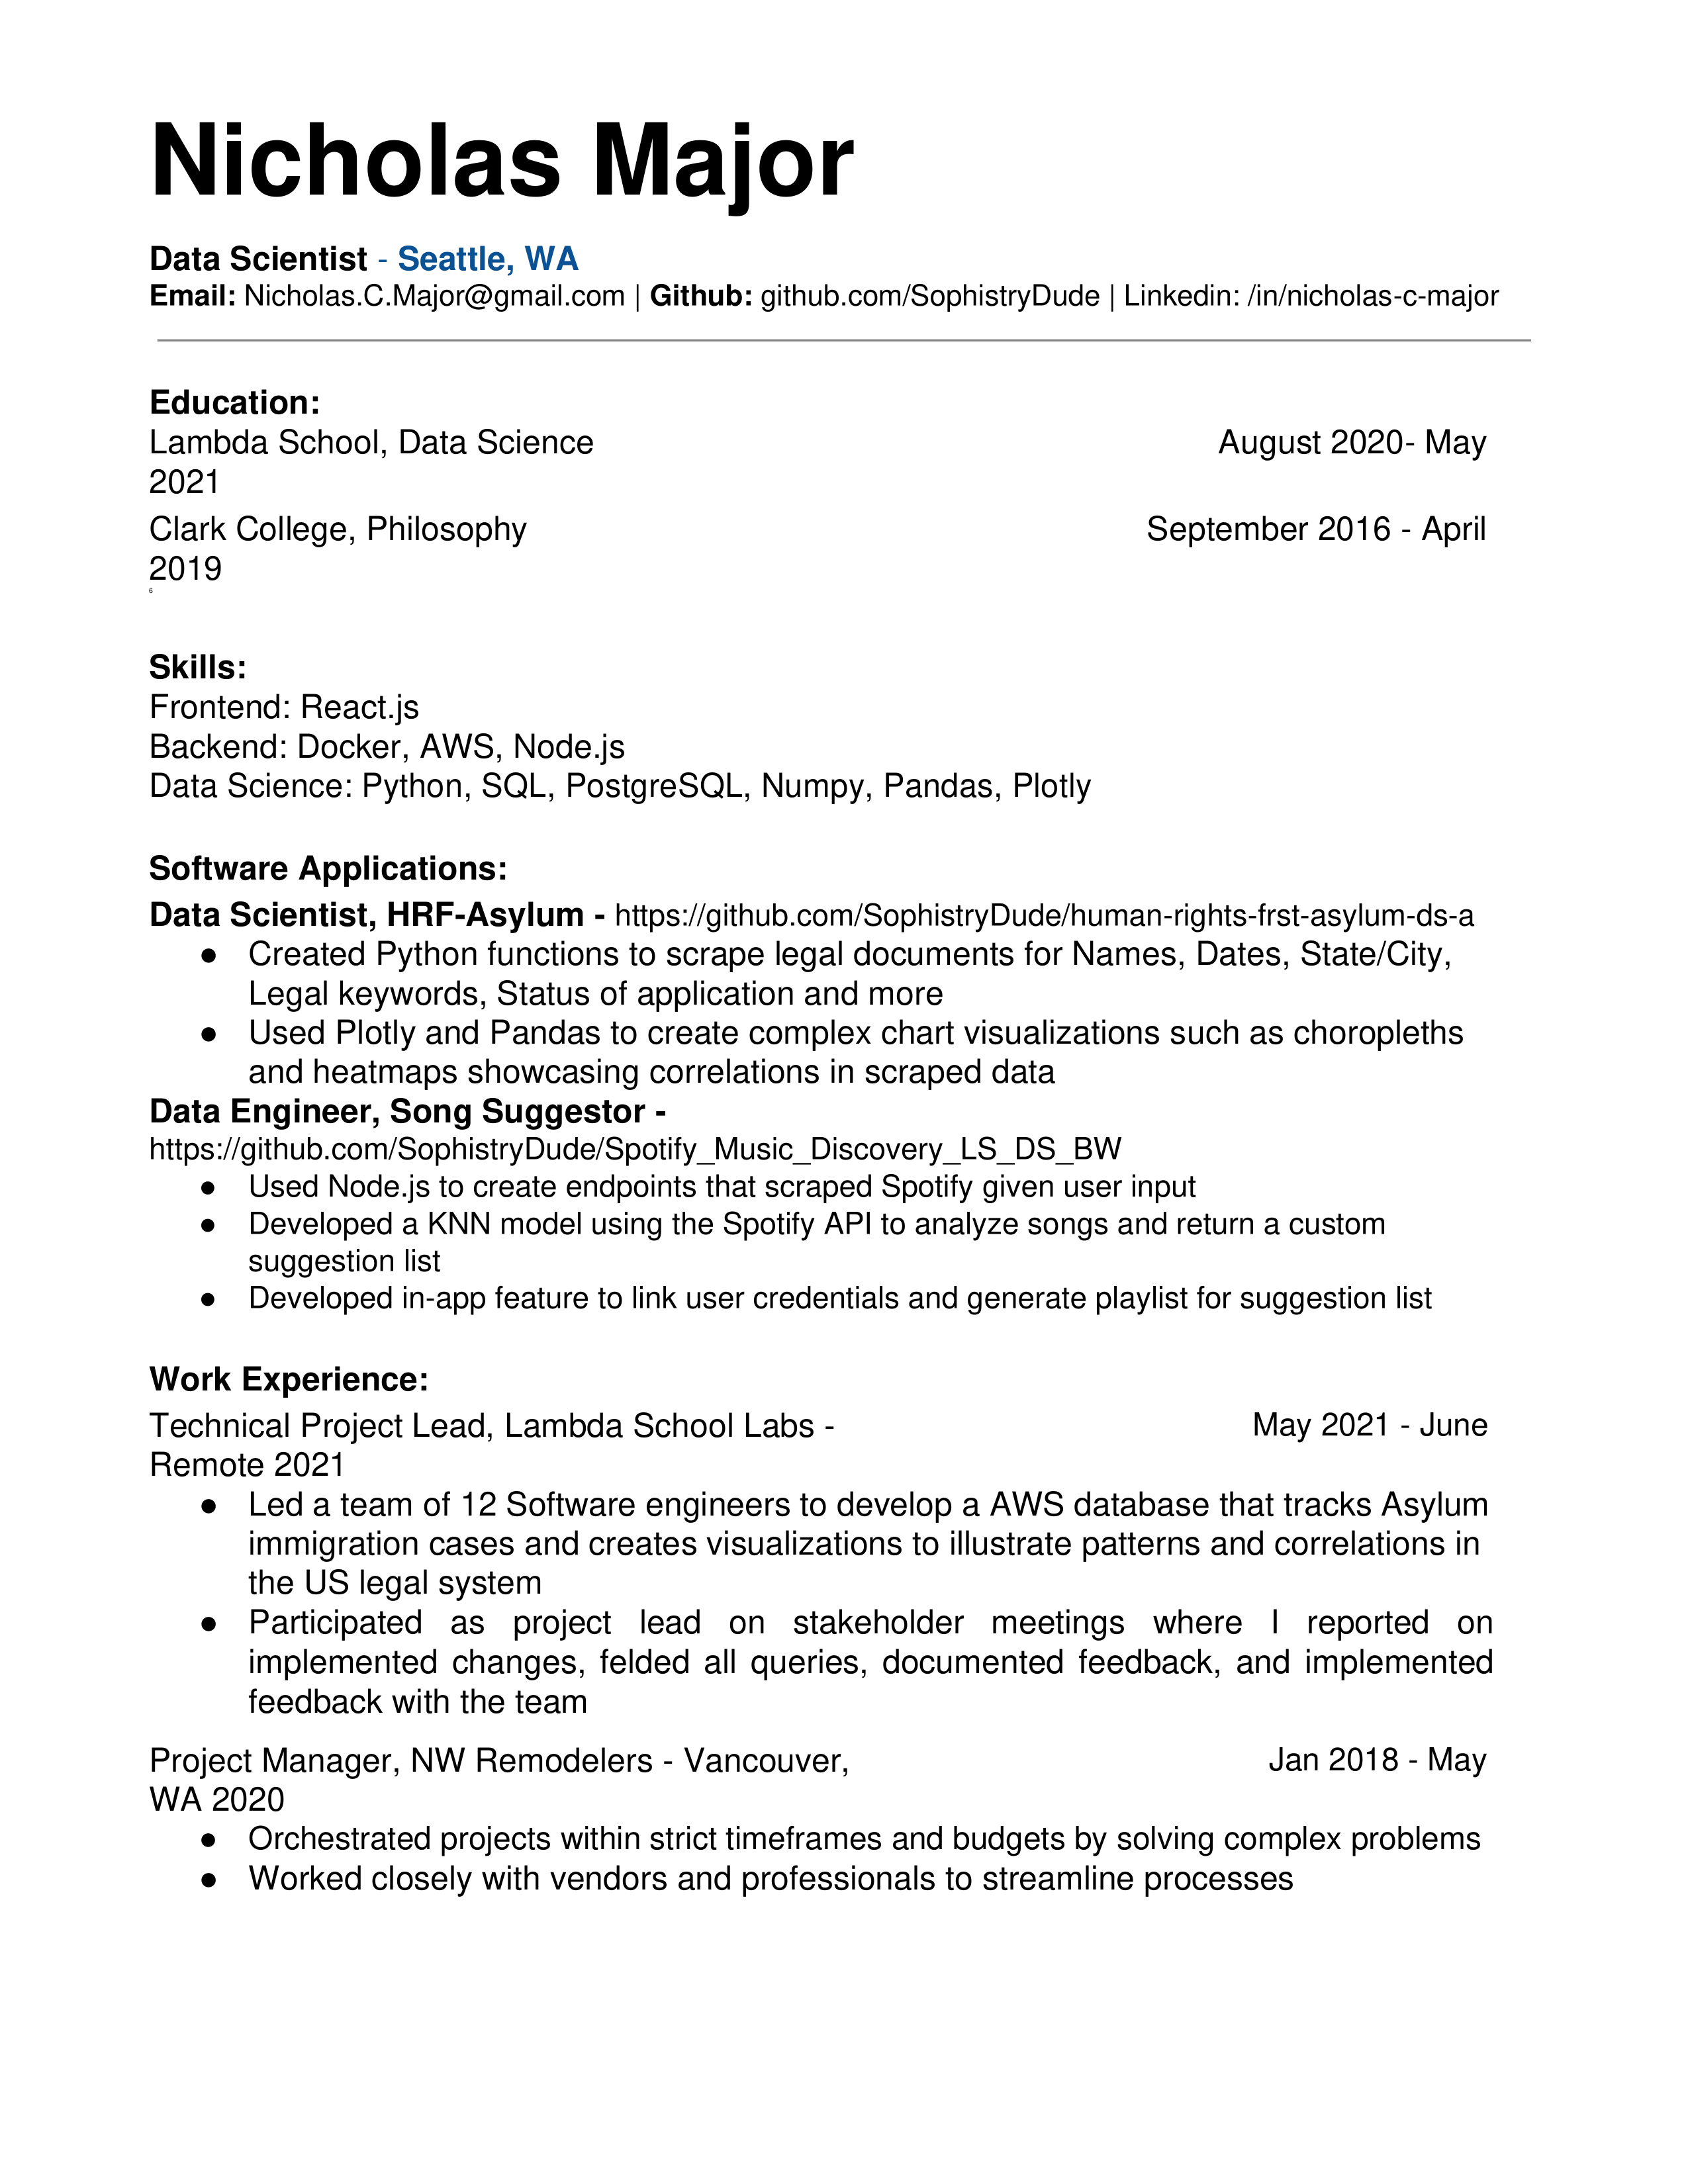 Nicholas Major
Data Scientist - Seattle, WA
Email: Nicholas.C.Major@gmail.com | Github: github.com/SophistryDude | Linkedin: /in/nicholas-c-major
Education:
Lambda School, Data Science August 2020- May
2021
Clark College, Philosophy September 2016 - April
2019
6
Skills:
Frontend: React.js
Backend: Docker, AWS, Node.js
Data Science: Python, SQL, PostgreSQL, Numpy, Pandas, Plotly
Software Applications:
Data Scientist, HRF-Asylum - https://github.com/SophistryDude/human-rights-frst-asylum-ds-a
● Created Python functions to scrape legal documents for Names, Dates, State/City,
Legal keywords, Status of application and more
● Used Plotly and Pandas to create complex chart visualizations such as choropleths
and heatmaps showcasing correlations in scraped data
Data Engineer, Song Suggestor -
https://github.com/SophistryDude/Spotify_Music_Discovery_LS_DS_BW
● Used Node.js to create endpoints that scraped Spotify given user input
● Developed a KNN model using the Spotify API to analyze songs and return a custom
suggestion list
● Developed in-app feature to link user credentials and generate playlist for suggestion list
Work Experience:
Technical Project Lead, Lambda School Labs - May 2021 - June
Remote 2021
● Led a team of 12 Software engineers to develop a AWS database that tracks Asylum
immigration cases and creates visualizations to illustrate patterns and correlations in
the US legal system
● Participated as project lead on stakeholder meetings where I reported on
implemented changes, felded all queries, documented feedback, and implemented
feedback with the team
Project Manager, NW Remodelers - Vancouver, Jan 2018 - May
WA 2020
● Orchestrated projects within strict timeframes and budgets by solving complex problems
● Worked closely with vendors and professionals to streamline processes